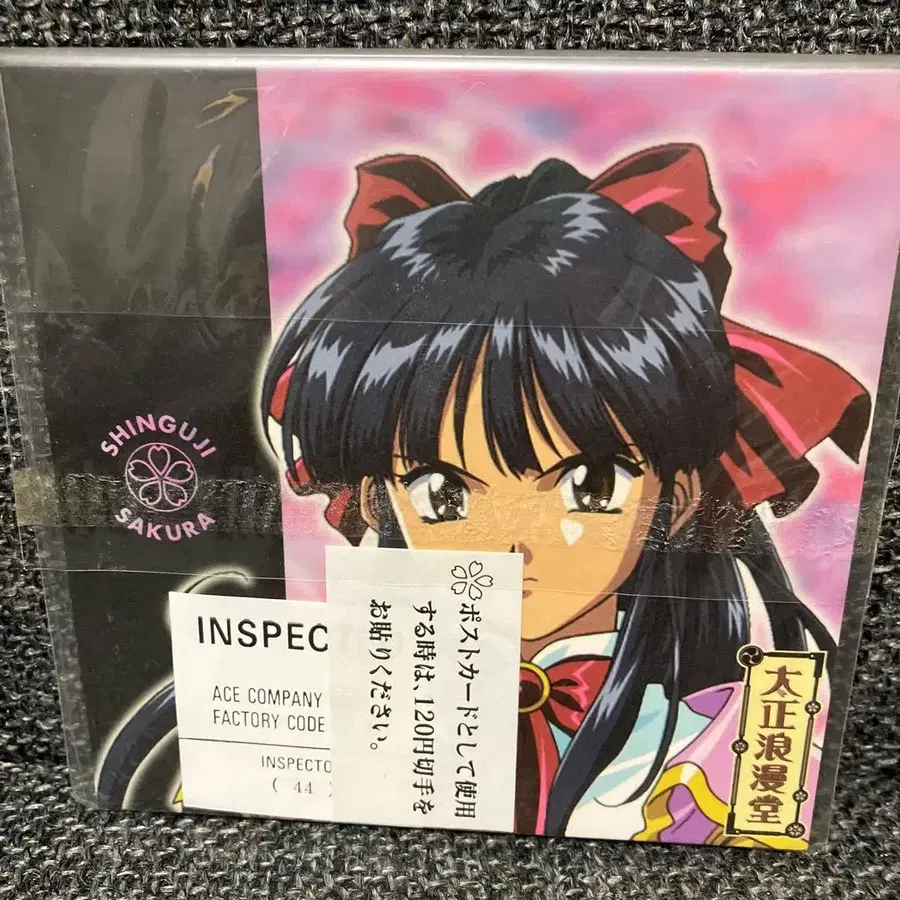 SHINGUJI
SAKURA
INSPEC
ACE COMPANY
FACTORY CODE
INSPECTO
( 44
ポストカードとして使用
する時は、120円切手を
お貼りください。
大正浪漫堂